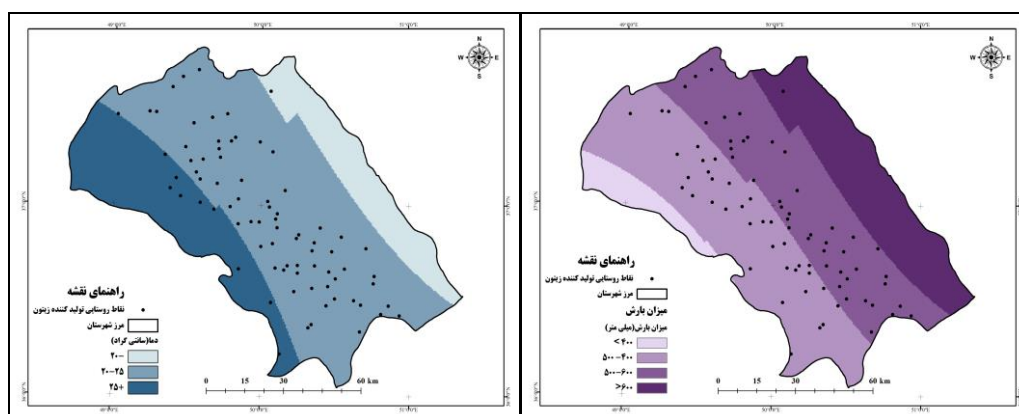 N
W E
S
راهنمای نقشه
نقاط روستایی تولید کننده زیتون
مرز شهرستان
دما(سانتی گراد)
۲۰-
۲۰-۲۵
۲۵+
0 15 30 60 km
N
W E
S
راهنمای نقشه
نقاط روستایی تولید کننده زیتون
مرز شهرستان
میزان بارش
میزان بارش(میلی متر)
<۴۰۰
۵۰۰-۴۰۰
۵۰۰-۶۰۰
>۶۰۰
0 15 30 60 km